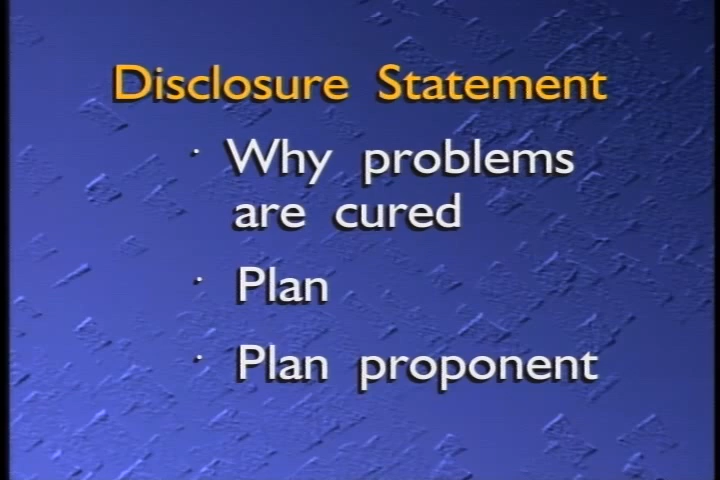 Disclosure Statement
· Why problems
are cured
· Plan
· Plan proponent